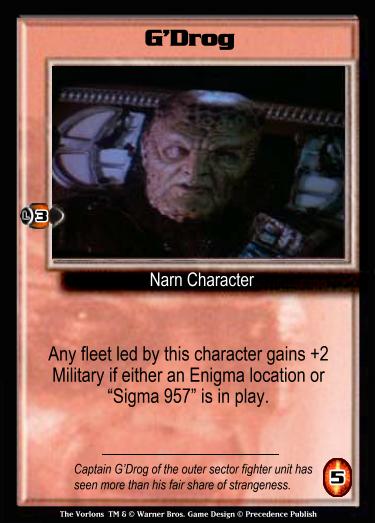 G'Drog
L 3
Narn Character
Any fleet led by this character gains +2
Military if either an Enigma location or
“Sigma 957” is in play.
Captain G'Drog of the outer sector fighter unit has
seen more than his fair share of strangeness.
5
The Vorlons TM & © Warner Bros. Game Design © Precedence Publish